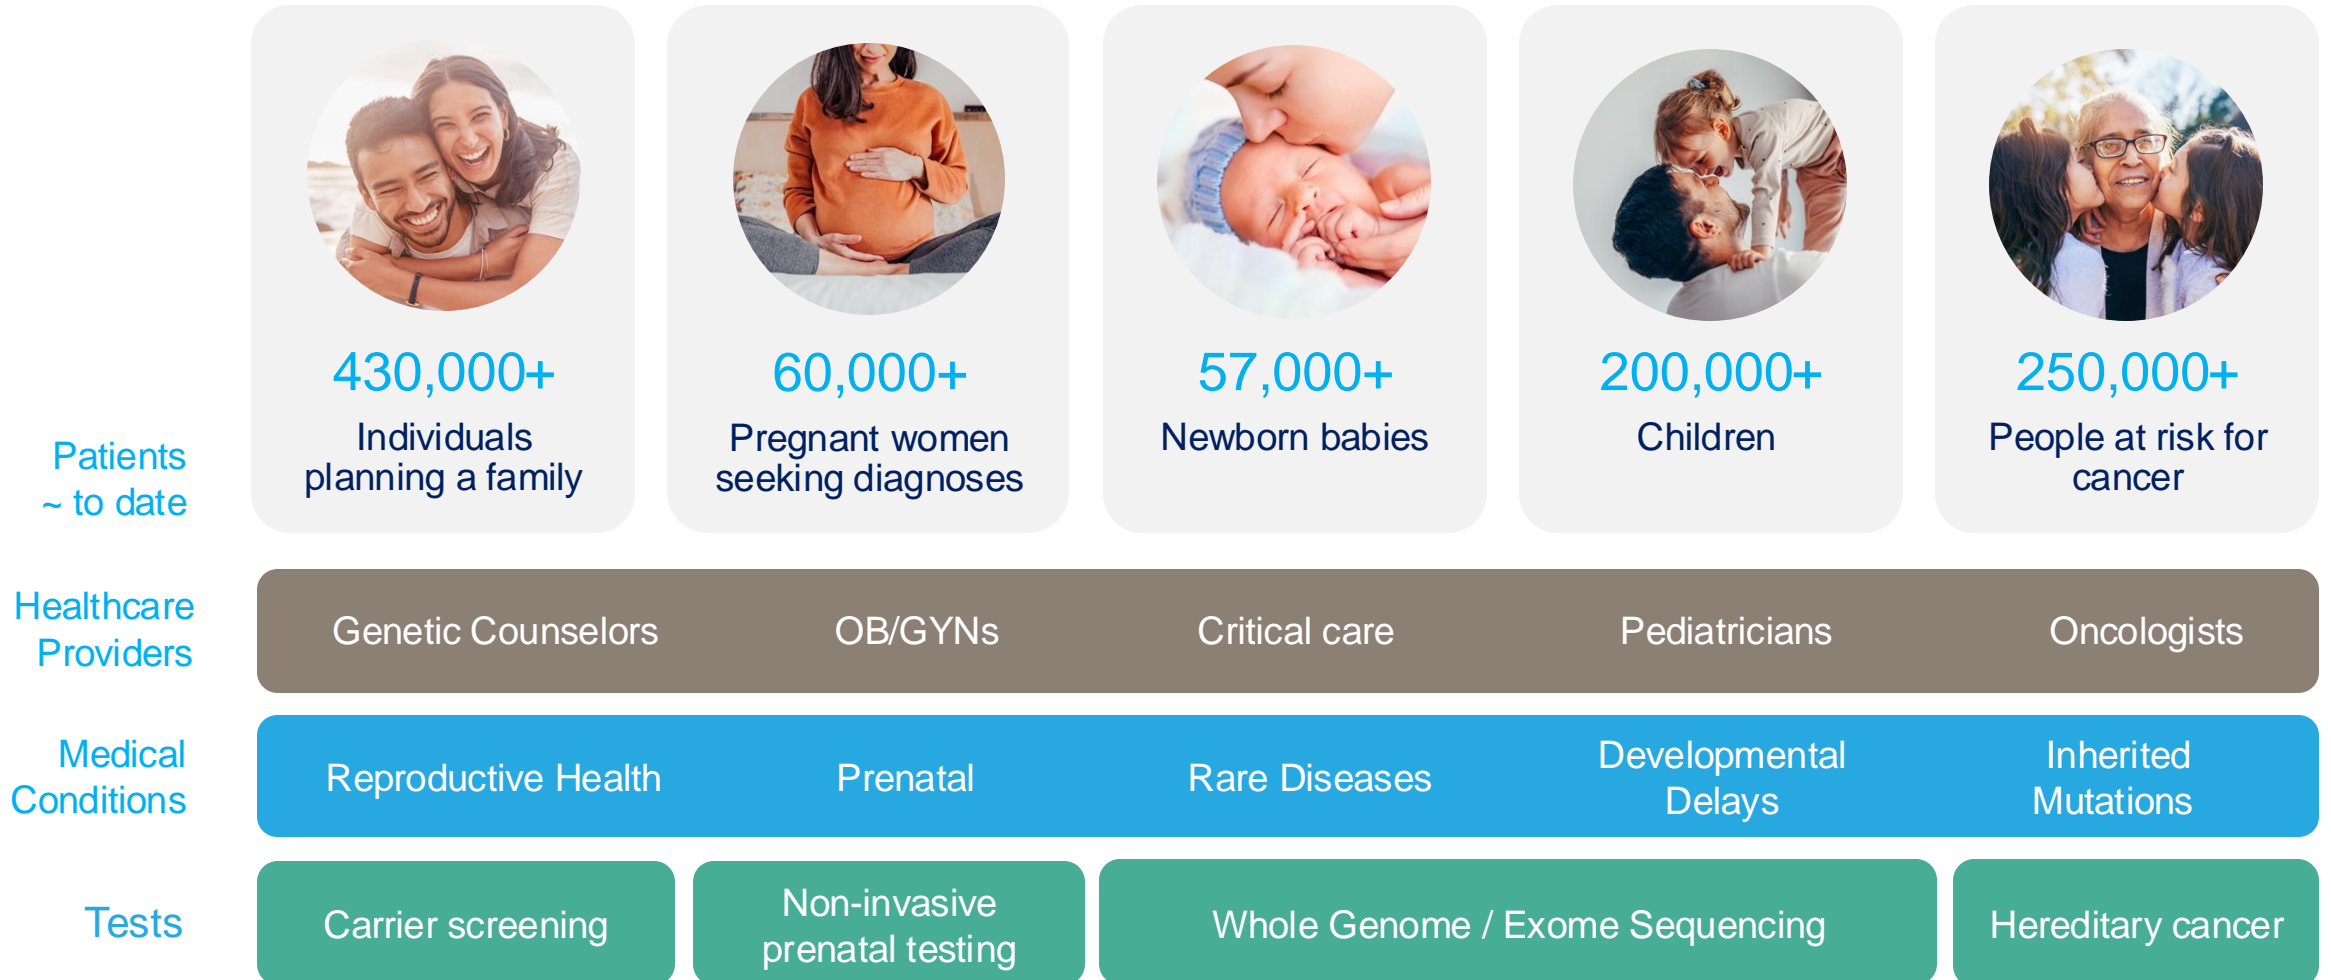 430,000+
Individuals
planning a family
60,000+
Pregnant women
seeking diagnoses
57,000+
Newborn babies
200,000+
Children
250,000+
People at risk for
cancer
Patients
~ to date
Healthcare
Providers
Genetic Counselors
OB/GYNs
Critical care
Pediatricians
Oncologists
Medical
Conditions
Reproductive Health
Prenatal
Rare Diseases
Developmental
Delays
Inherited
Mutations
Tests
Carrier screening
Non-invasive
prenatal testing
Whole Genome / Exome Sequencing
Hereditary cancer